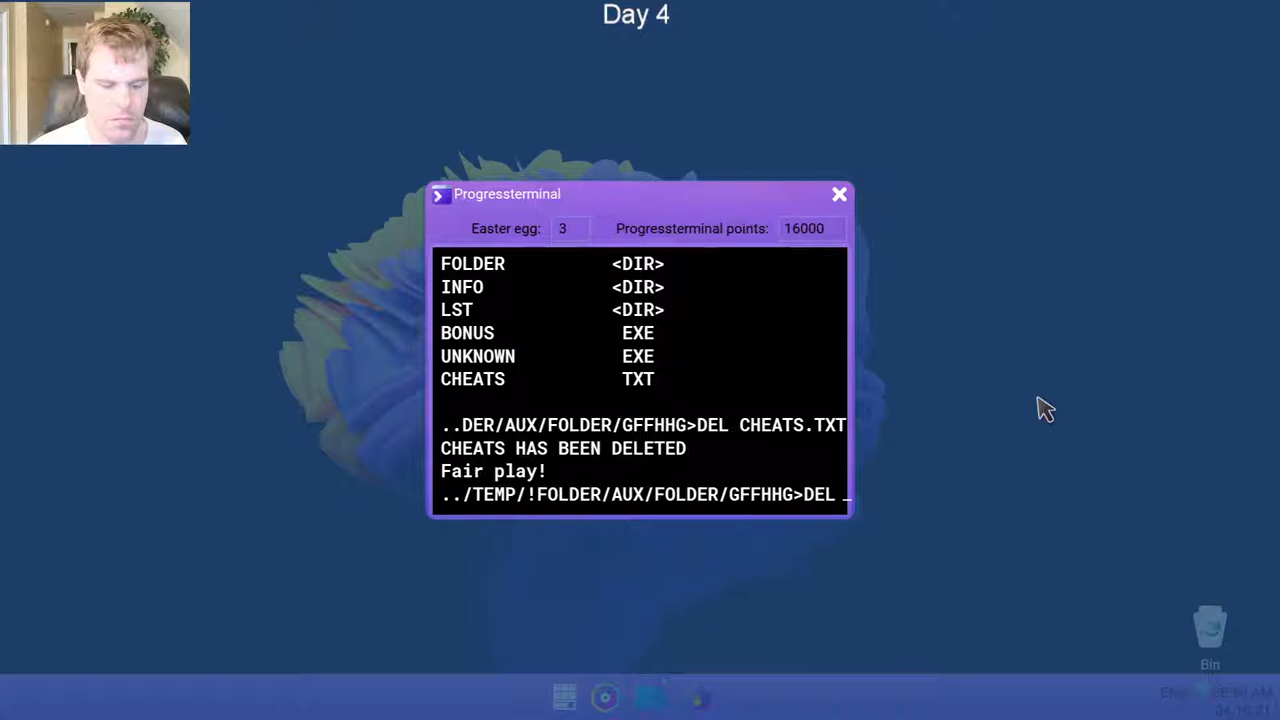 Day 4
Progressterminal
Easter egg: 3 Progressterminal points: 16000
FOLDER <DIR>
INFO <DIR>
LST <DIR>
BONUS EXE
UNKNOWN EXE
CHEATS TXT
..DER/AUX/FOLDER/GFFHHG>DEL CHEATS.TXT
CHEATS HAS BEEN DELETED
Fair play!
../TEMP/!FOLDER/AUX/FOLDER/GFFHHG>DEL _
Bin